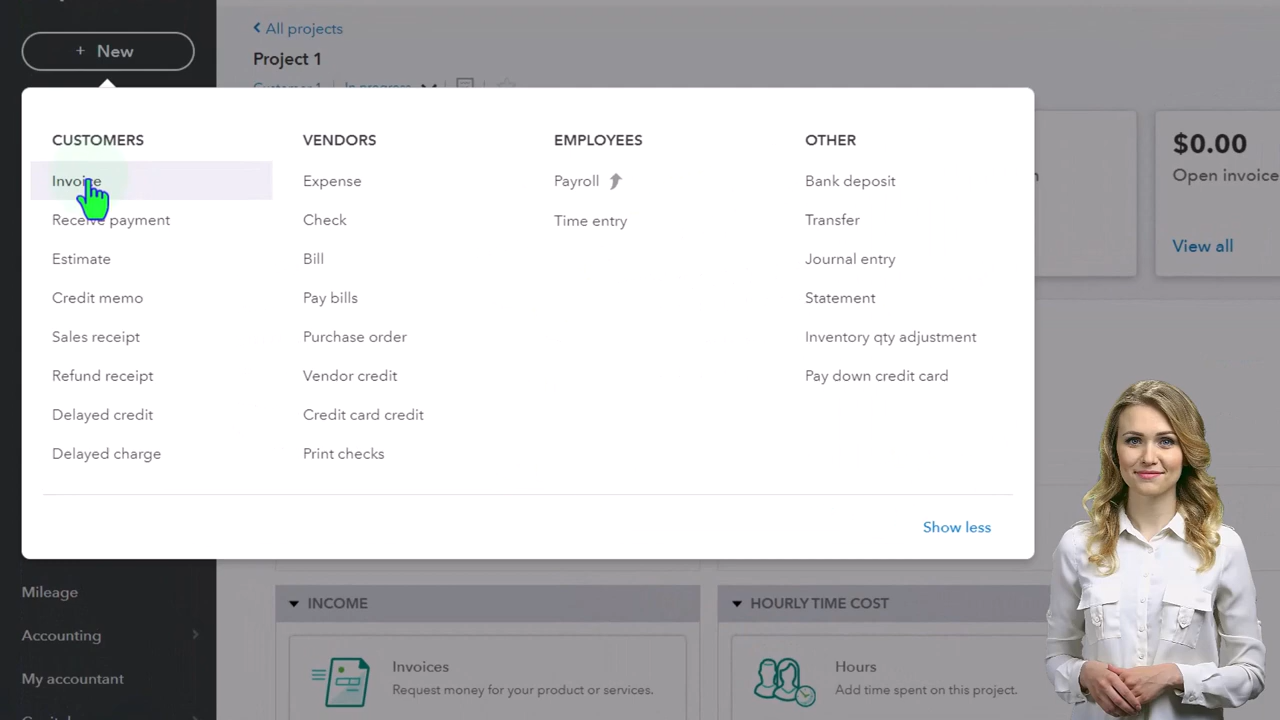 + New
All projects
Project 1
Customer 1 In progress
CUSTOMERS
Invoice
Receive payment
Estimate
Credit memo
Sales receipt
Refund receipt
Delayed credit
Delayed charge
VENDORS
Expense
Check
Bill
Pay bills
Purchase order
Vendor credit
Credit card credit
Print checks
EMPLOYEES
Payroll
Time entry
OTHER
Bank deposit
Transfer
Journal entry
Statement
Inventory qty adjustment
Pay down credit card
Show less
$0.00
Open invoice
View all
Mileage
Accounting
My accountant
INCOME
Invoices
Request money for your product or services.
HOURLY TIME COST
Hours
Add time spent on this project.